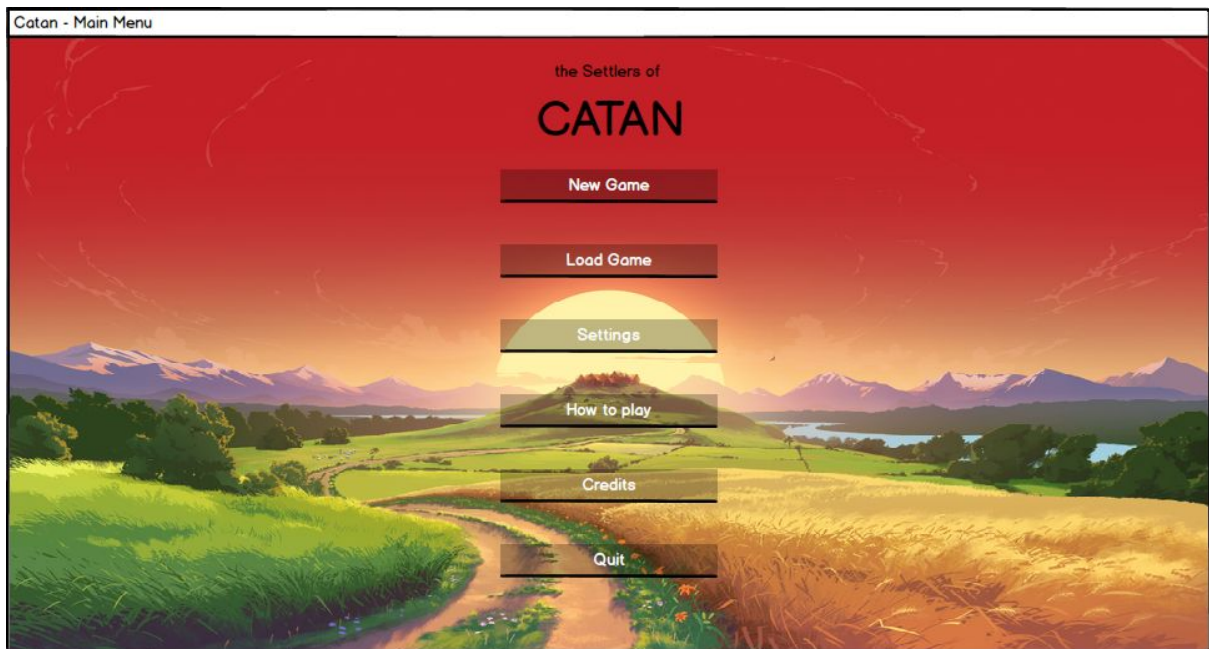 Catan - Main Menu
the Settlers of
CATAN
New Game
Load Game
Settings
How to play
Credits
Quit